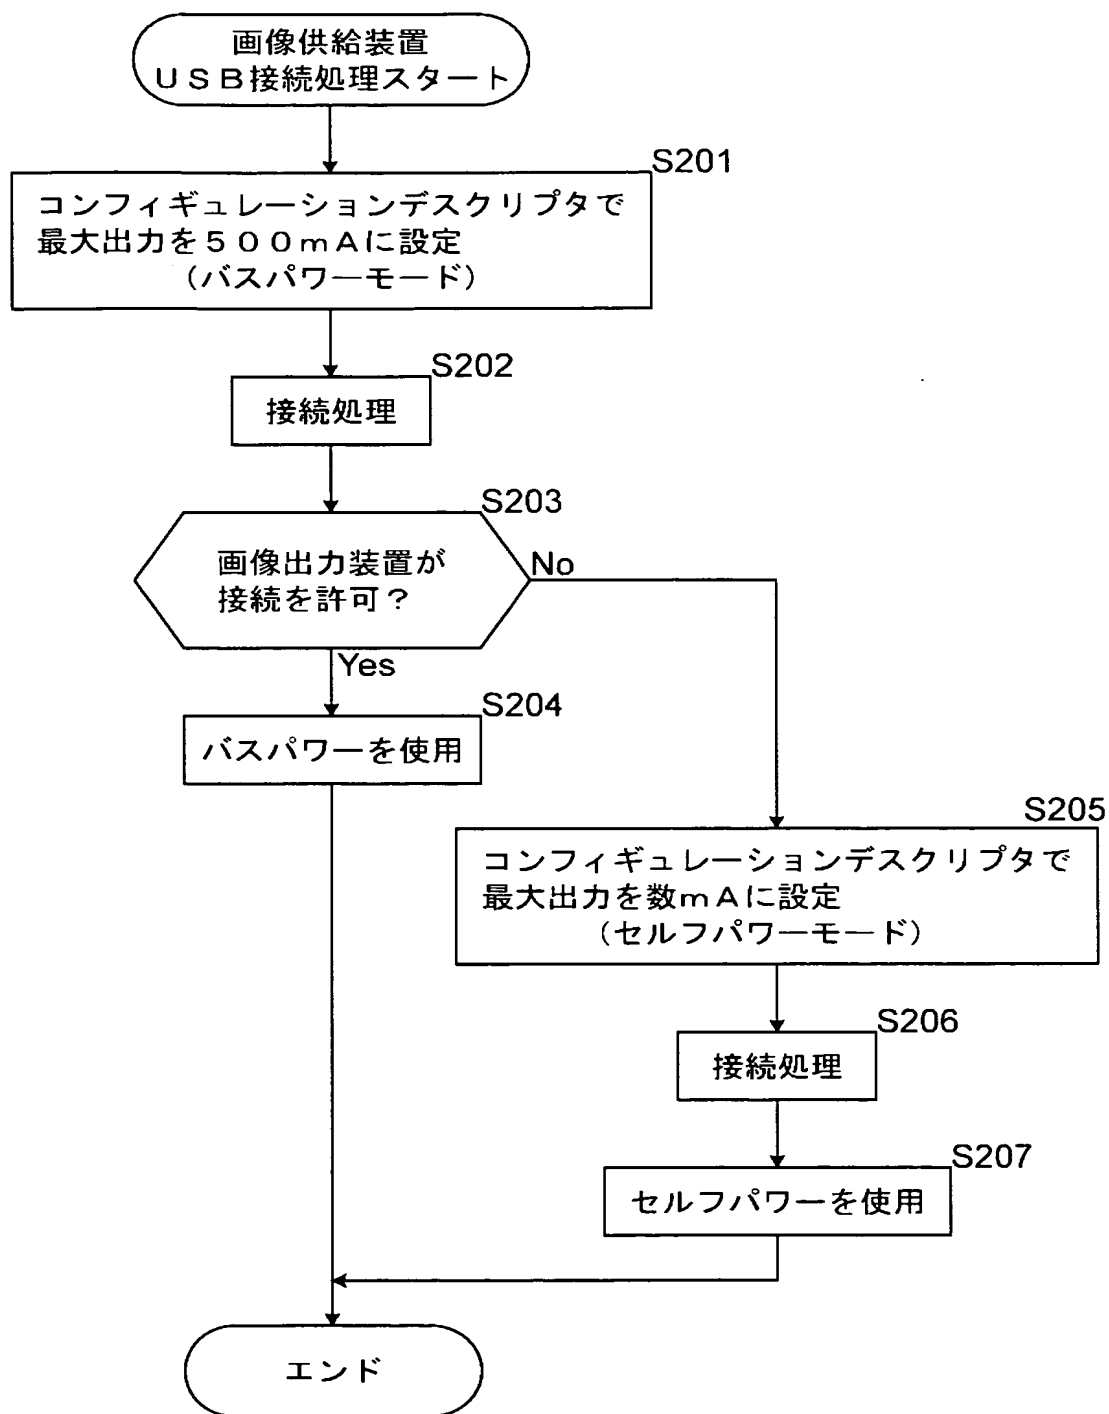 画像供給装置
ＵＳＢ接続処理スタート
S201
コンフィギュレーションデスクリプタで
最大出力を５００ｍＡに設定
（バスパワーモード）
S202
接続処理
S203
画像出力装置が
接続を許可？
No
Yes
S204
バスパワーを使用
S205
コンフィギュレーションデスクリプタで
最大出力を数ｍＡに設定
（セルフパワーモード）
S206
接続処理
S207
セルフパワーを使用
エンド